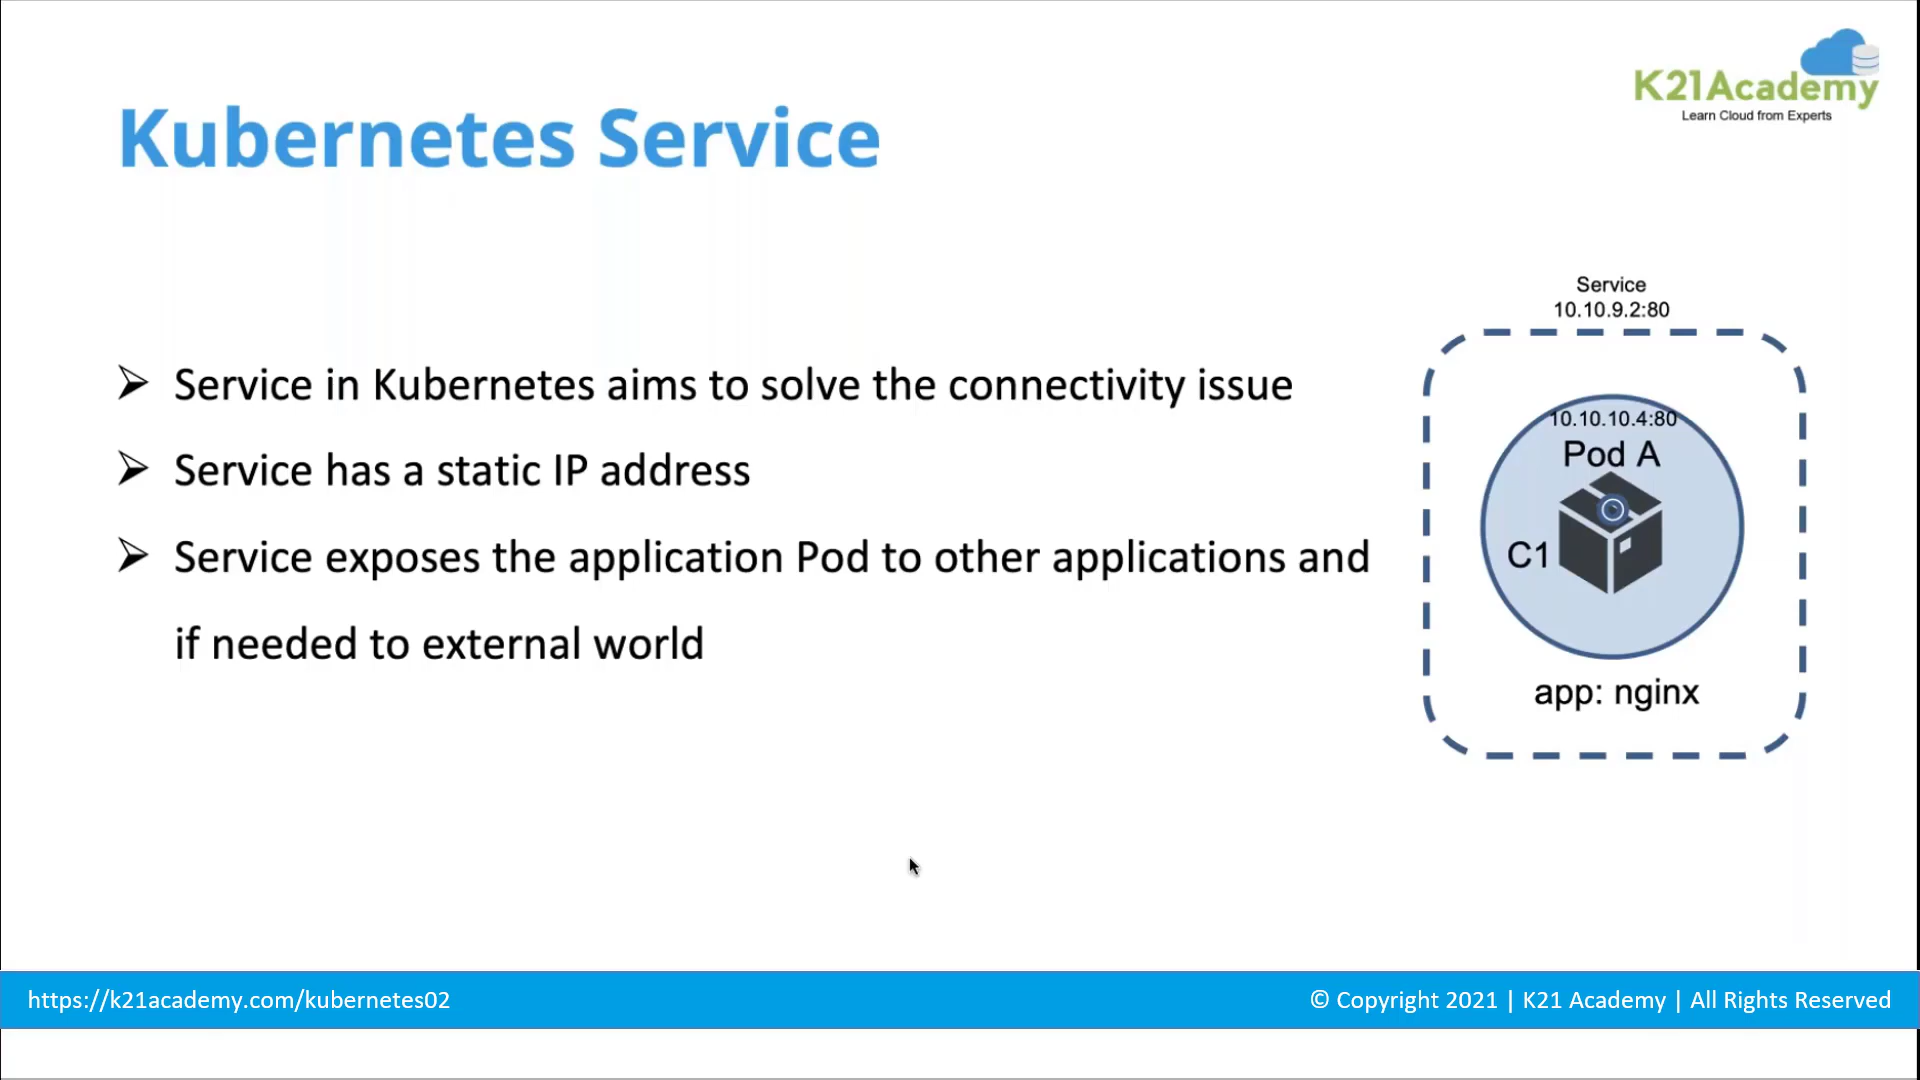 K21Academy
Learn Cloud from Experts
Kubernetes Service
Service
10.10.9.2:80
➢ Service in Kubernetes aims to solve the connectivity issue
➢ Service has a static IP address
➢ Service exposes the application Pod to other applications and
if needed to external world
10.10.10.4:80
Pod A
C1
app: nginx
https://k21academy.com/kubernetes02
© Copyright 2021 | K21 Academy | All Rights Reserved